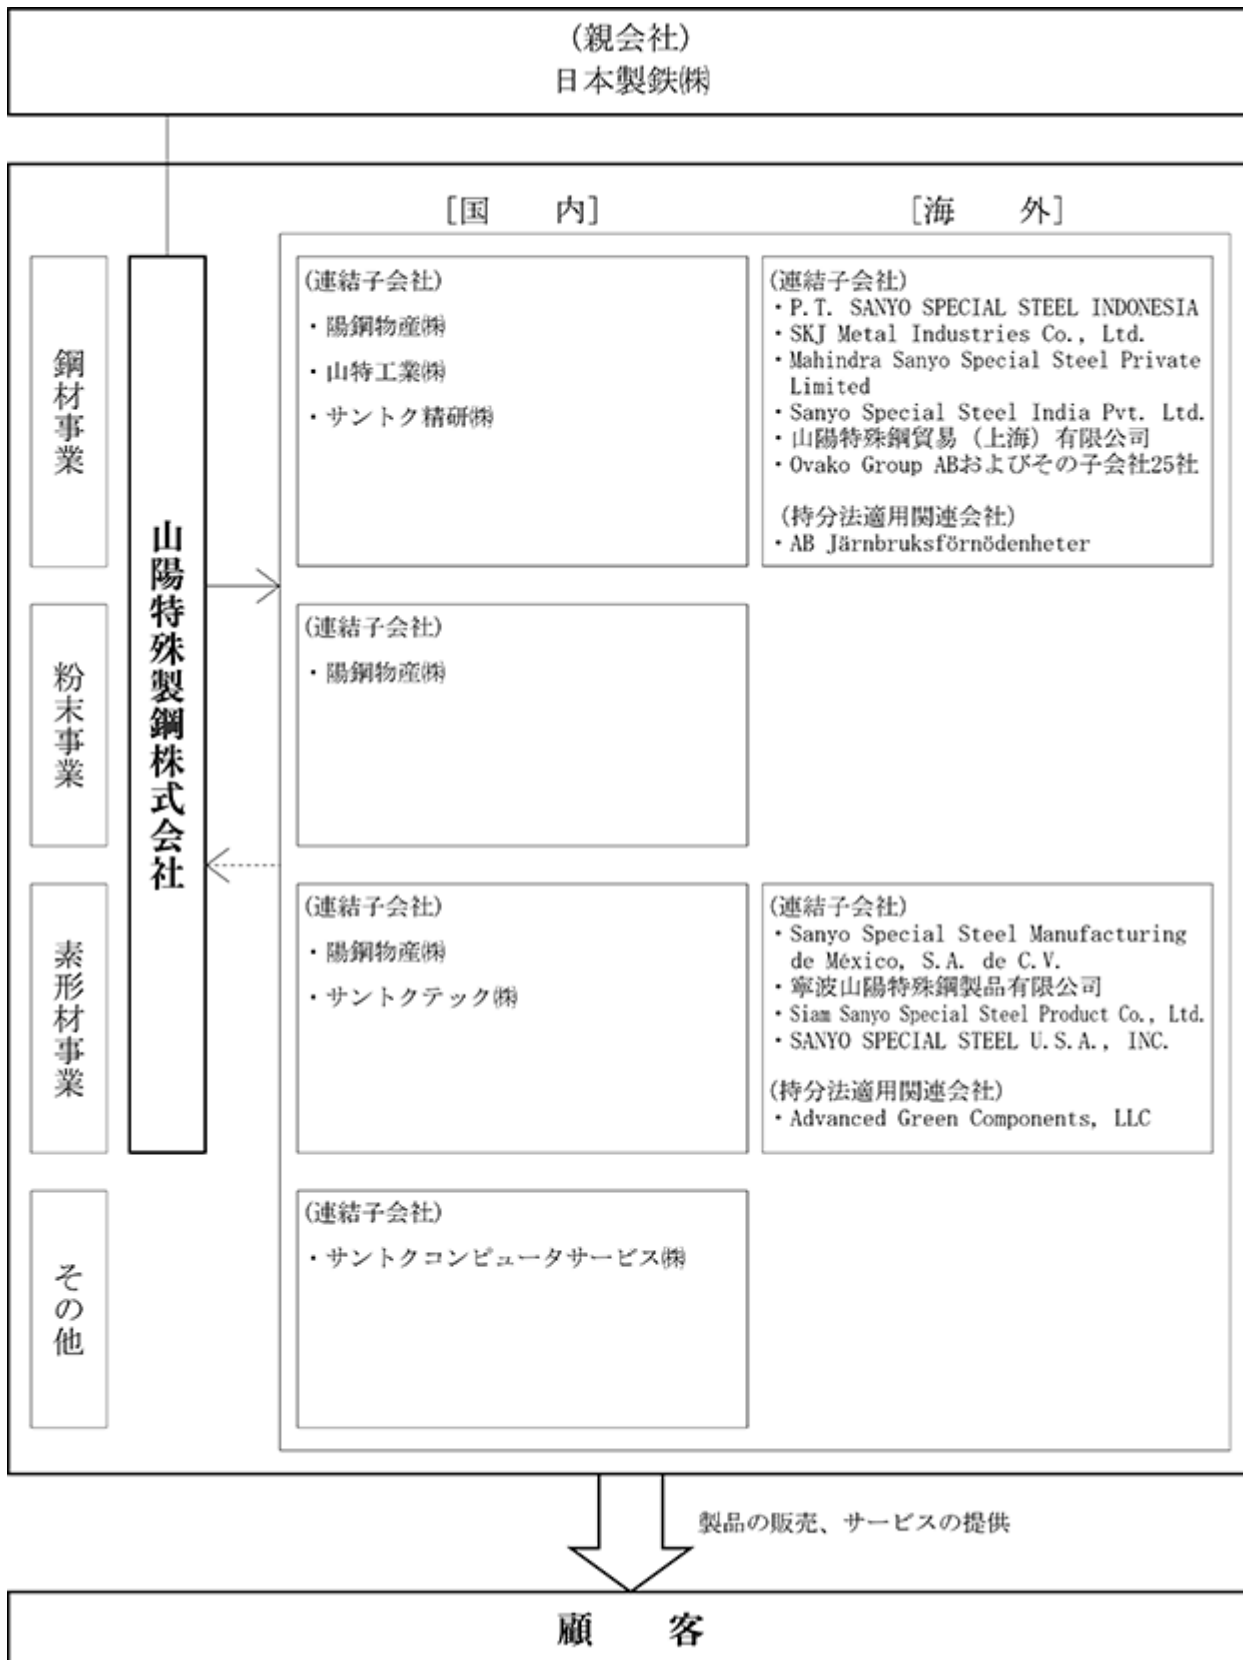 (親会社)
日本製鉄㈱
[国　内]
[海　外]
鋼材事業
山陽特殊製鋼株式会社
(連結子会社)
・陽鋼物産㈱
・山特工業㈱
・サントク精研㈱
(連結子会社)
・P.T. SANYO SPECIAL STEEL INDONESIA
・SKJ Metal Industries Co., Ltd.
・Mahindra Sanyo Special Steel Private
Limited
・Sanyo Special Steel India Pvt. Ltd.
・山陽特殊鋼貿易（上海）有限公司
・Ovako Group ABおよびその子会社25社
(持分法適用関連会社)
・AB Järnbruksförnödenheter
粉末事業
(連結子会社)
・陽鋼物産㈱
素形材事業
(連結子会社)
・陽鋼物産㈱
・サントクテック㈱
(連結子会社)
・Sanyo Special Steel Manufacturing
de México, S.A. de C.V.
・寧波山陽特殊鋼製品有限公司
・Siam Sanyo Special Steel Product Co., Ltd.
・SANYO SPECIAL STEEL U.S.A., INC.
(持分法適用関連会社)
・Advanced Green Components, LLC
その他
(連結子会社)
・サントクコンピュータサービス㈱
製品の販売、サービスの提供
顧　客